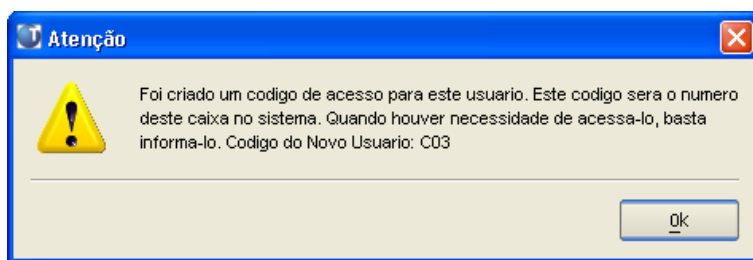 Atenção
Foi criado um codigo de acesso para este usuario. Este codigo sera o numero
deste caixa no sistema. Quando houver necessidade de acessa-lo, basta
informa-lo. Codigo do Novo Usuario: C03
Ok